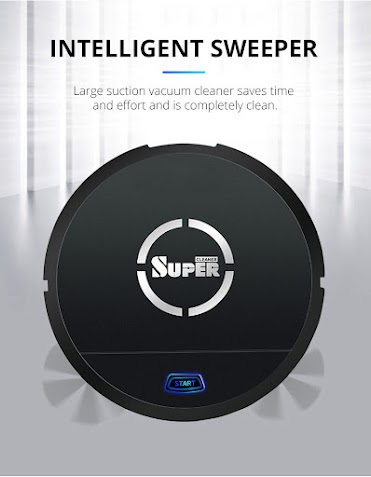 INTELLIGENT SWEEPER
Large suction vacuum cleaner saves time
and effort and is completely clean.
CLEANER
SUPER
START